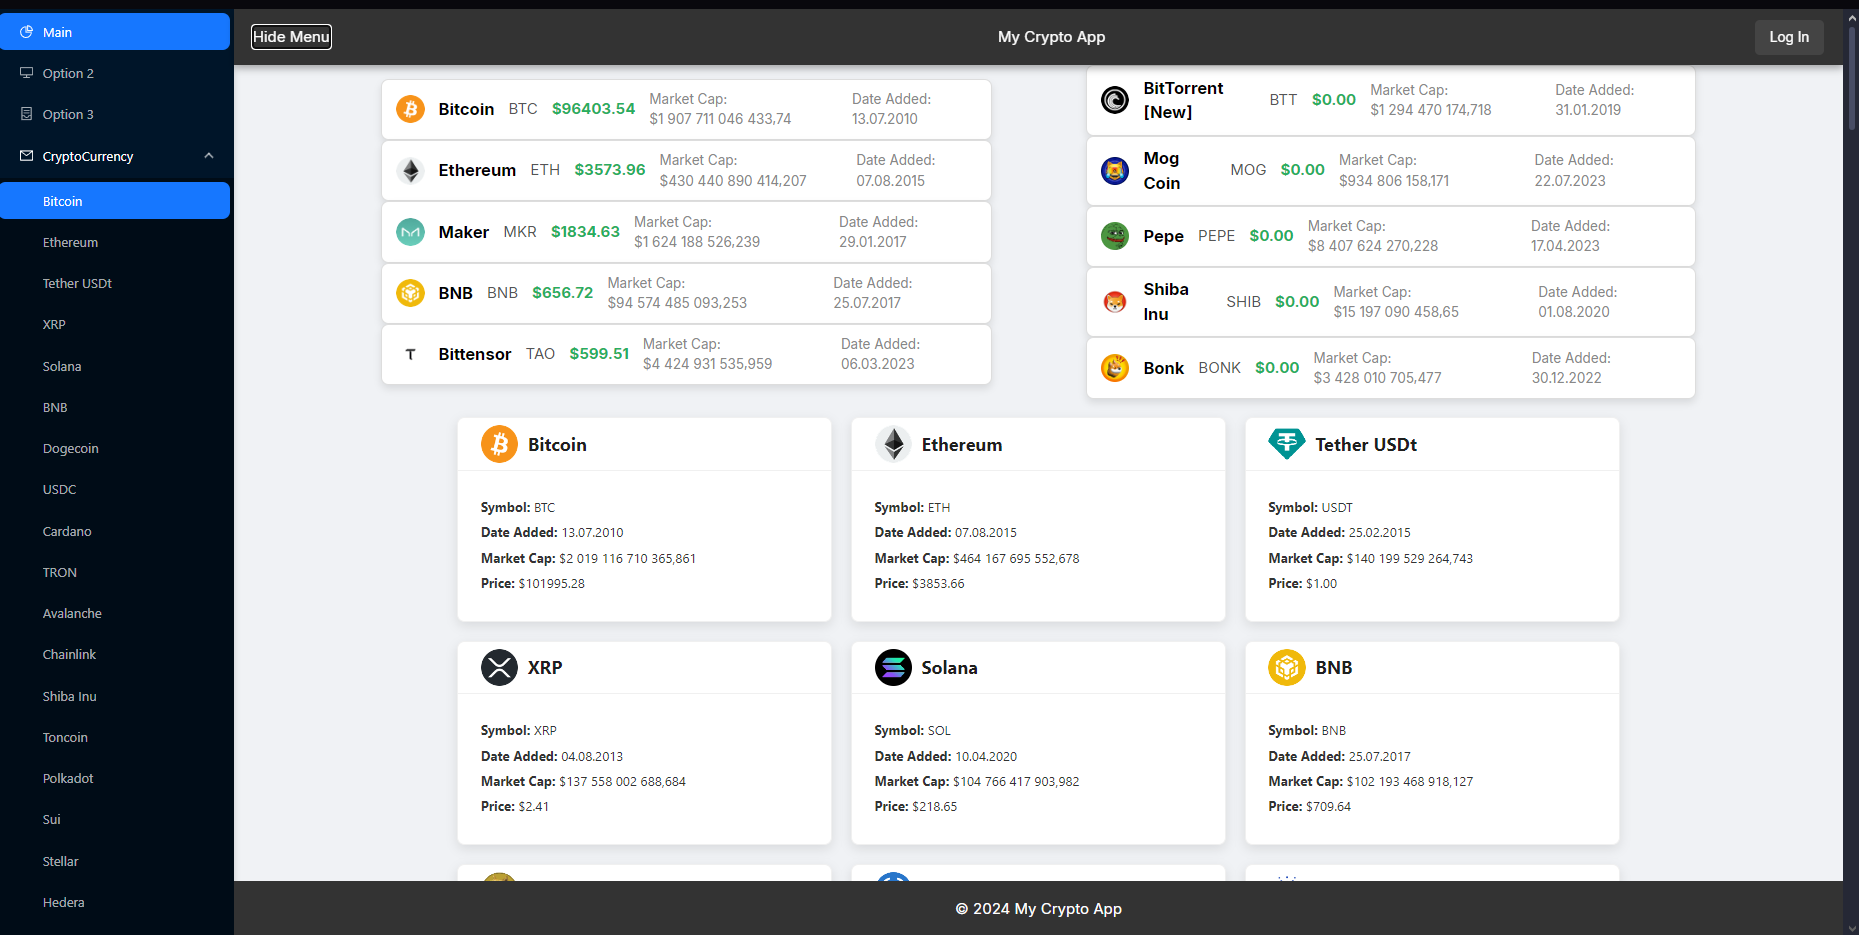 Main
Option 2
Option 3
CryptoCurrency
Bitcoin
Ethereum
Tether USDt
XRP
Solana
BNB
Dogecoin
USDC
Cardano
TRON
Avalanche
Chainlink
Shiba Inu
Toncoin
Polkadot
Sui
Stellar
Hedera
Hide Menu
My Crypto App
Log In
Bitcoin BTC $96403.54 Market Cap: Date Added:
$1 907 711 046 433,74 13.07.2010
Ethereum ETH $3573.96 Market Cap: Date Added:
$430 440 890 414,207 07.08.2015
Maker MKR $1834.63 Market Cap: Date Added:
$1 624 188 526,239 29.01.2017
BNB BNB $656.72 Market Cap: Date Added:
$94 574 485 093,253 25.07.2017
Bittensor TAO $599.51 Market Cap: Date Added:
$4 424 931 535,959 06.03.2023
BitTorrent
[New] BTT $0.00 Market Cap: Date Added:
$1 294 470 174,718 31.01.2019
Mog
Coin MOG $0.00 Market Cap: Date Added:
$934 806 158,171 22.07.2023
Pepe PEPE $0.00 Market Cap: Date Added:
$8 407 624 270,228 17.04.2023
Shiba
Inu SHIB $0.00 Market Cap: Date Added:
$15 197 090 458,65 01.08.2020
Bonk BONK $0.00 Market Cap: Date Added:
$3 428 010 705,477 30.12.2022
Bitcoin
Symbol: BTC
Date Added: 13.07.2010
Market Cap: $2 019 116 710 365,861
Price: $101995.28
Ethereum
Symbol: ETH
Date Added: 07.08.2015
Market Cap: $464 167 695 552,678
Price: $3853.66
Tether USDt
Symbol: USDT
Date Added: 25.02.2015
Market Cap: $140 199 529 264,743
Price: $1.00
XRP
Symbol: XRP
Date Added: 04.08.2013
Market Cap: $137 558 002 688,684
Price: $2.41
Solana
Symbol: SOL
Date Added: 10.04.2020
Market Cap: $104 766 417 903,982
Price: $218.65
BNB
Symbol: BNB
Date Added: 25.07.2017
Market Cap: $102 193 468 918,127
Price: $709.64
© 2024 My Crypto App